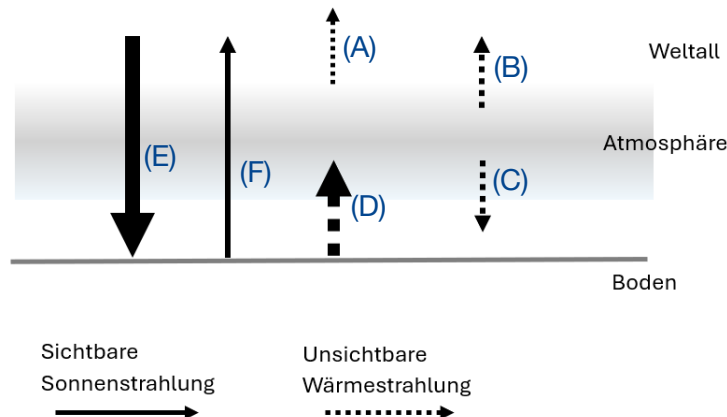 (A)
(B)
Weltall
Atmosphäre
(E)
(F)
(D)
(C)
Boden
Sichtbare
Sonnenstrahlung
Unsichtbare
Wärmestrahlung